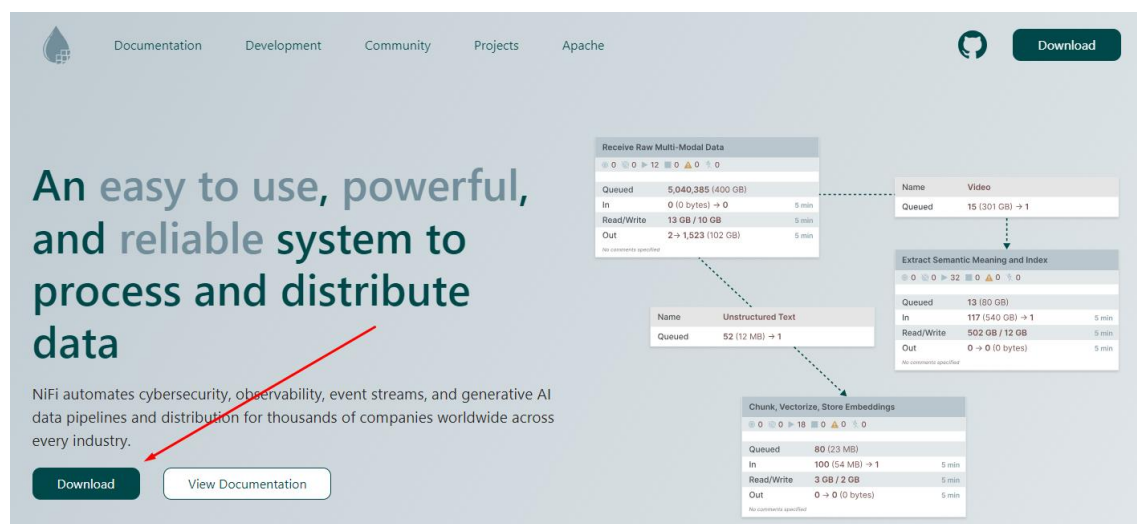 Documentation Development Community Projects Apache Download
An easy to use, powerful,
and reliable system to
process and distribute
data
NiFi automates cybersecurity, observability, event streams, and generative AI
data pipelines and distribution for thousands of companies worldwide across
every industry.
Download View Documentation
Receive Raw Multi-Modal Data
0 0 12 0 0 0
Queued 5,040,385 (400 GB)
In 0 (0 bytes) → 0 5 min
Read/Write 13 GB / 10 GB 5 min
Out 2 → 1,523 (102 GB) 5 min
No comments specified
Name Video
Queued 15 (301 GB) → 1
Extract Semantic Meaning and Index
0 0 32 0 0 0
Queued 13 (80 GB)
In 117 (540 GB) → 1 5 min
Read/Write 502 GB / 12 GB 5 min
Out 0 → 0 (0 bytes) 5 min
No comments specified
Name Unstructured Text
Queued 52 (12 MB) → 1
Chunk, Vectorize, Store Embeddings
0 0 18 0 0 0
Queued 80 (23 MB)
In 100 (54 MB) → 1 5 min
Read/Write 3 GB / 2 GB 5 min
Out 0 → 0 (0 bytes) 5 min
No comments specified